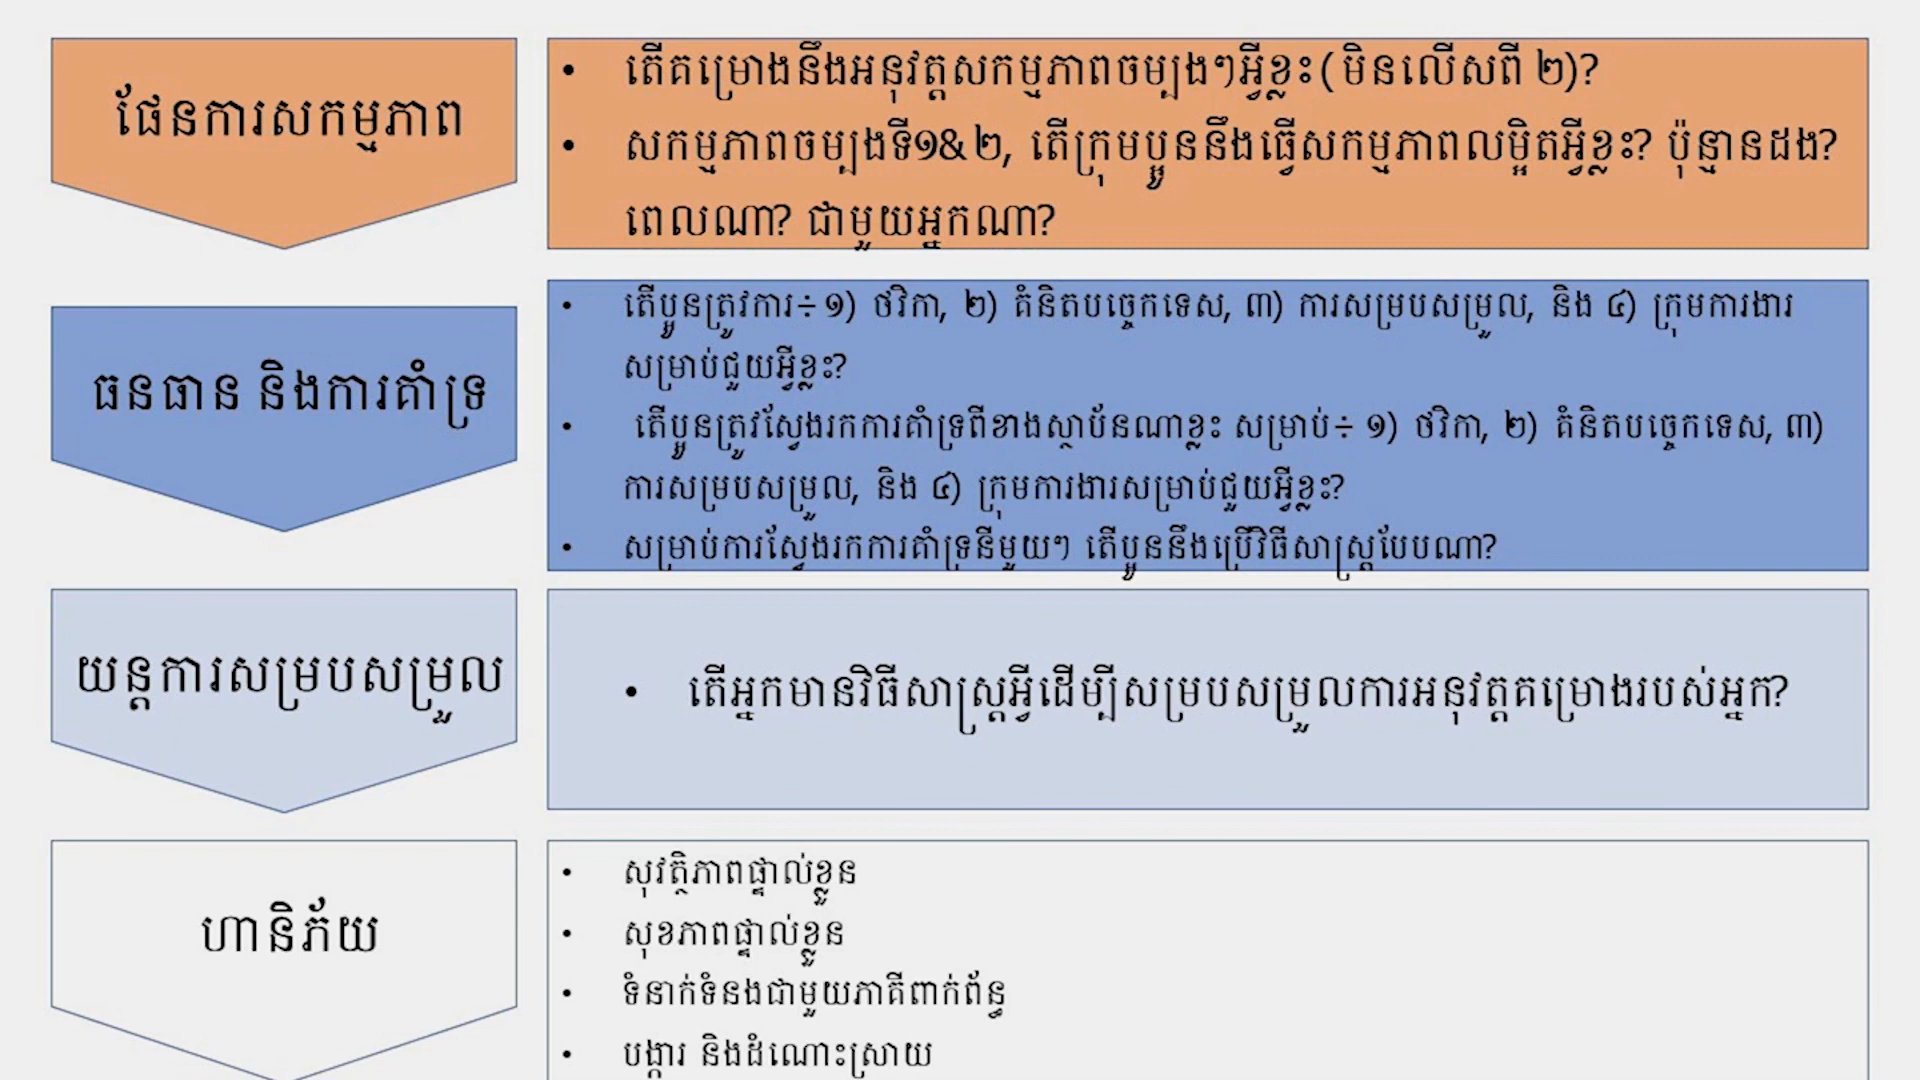 ផែនការសកម្មភាព
• តើគម្រោងនឹងអនុវត្តសកម្មភាពចម្បងៗអ្វីខ្លះ(មិនលើសពី ២)?
• សកម្មភាពចម្បងទី១&២, តើក្រុមប្អូននឹងធ្វើសកម្មភាពលម្អិតអ្វីខ្លះ? ប៉ុន្មានដង?
ពេលណា? ជាមួយអ្នកណា?
ធនធាន និងការគាំទ្រ
• តើប្អូនត្រូវការ÷ ១) ថវិកា, ២) គំនិតបច្ចេកទេស, ៣) ការសម្របសម្រួល, និង ៤) ក្រុមការងារ
សម្រាប់ជួយអ្វីខ្លះ?
• តើប្អូនត្រូវស្វែងរកការគាំទ្រពីខាងស្ថាប័នណាខ្លះ សម្រាប់÷ ១) ថវិកា, ២) គំនិតបច្ចេកទេស, ៣)
ការសម្របសម្រួល, និង ៤) ក្រុមការងារសម្រាប់ជួយអ្វីខ្លះ?
• សម្រាប់ការស្វែងរកការគាំទ្រនីមួយៗ តើប្អូននឹងប្រើវិធីសាស្ត្របែបណា?
យន្តការសម្របសម្រួល
• តើអ្នកមានវិធីសាស្ត្រអ្វីដើម្បីសម្របសម្រួលការអនុវត្តគម្រោងរបស់អ្នក?
ហានិភ័យ
• សុវត្ថិភាពផ្ទាល់ខ្លួន
• សុខភាពផ្ទាល់ខ្លួន
• ទំនាក់ទំនងជាមួយភាគីពាក់ព័ន្ធ
• បង្ការ និងដំណោះស្រាយ